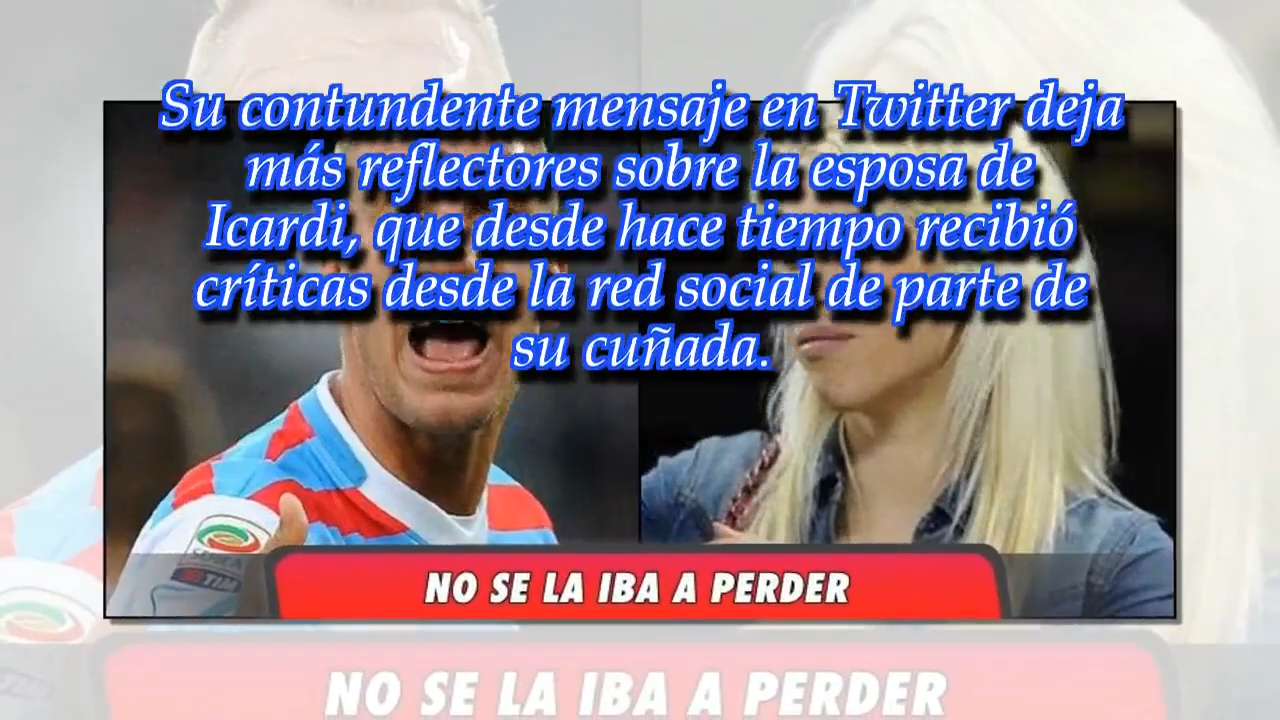 Su contundente mensaje en Twitter deja
más reflectores sobre la esposa de
Icardi, que desde hace tiempo recibió
críticas desde la red social de parte de
su cuñada.
SERIE A
TIM
NO SE LA IBA A PERDER
NO SE LA IBA A PERDER